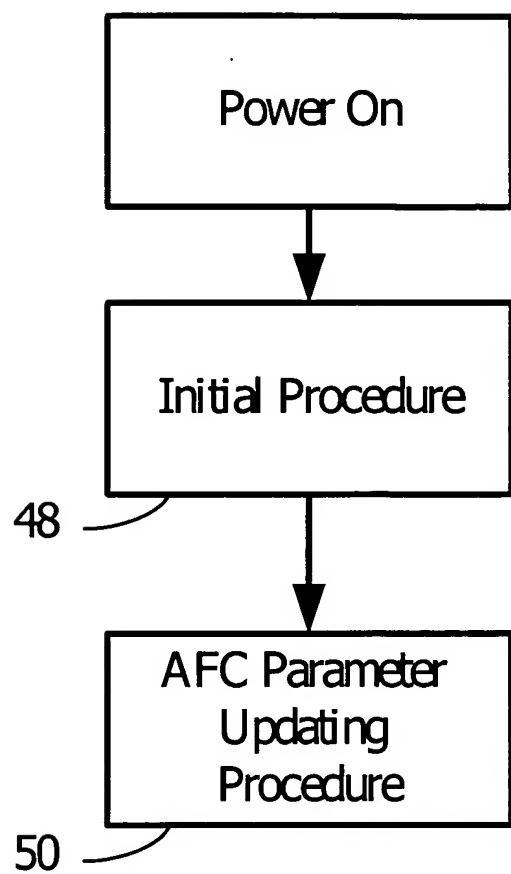 Power On
Initial Procedure
48
AFC Parameter
Updating
Procedure
50